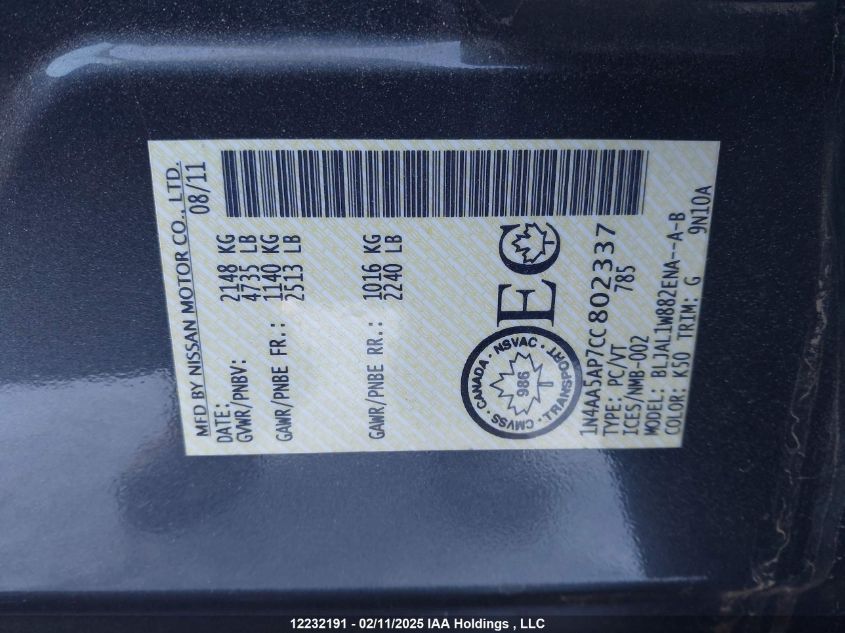 MFD BY NISSAN MOTOR CO., LTD.
DATE: 08/11
GVWR/PNBV: 2148 KG
4735 LB
GAWR/PNBE FR.: 1140 KG
2513 LB
GAWR/PNBE RR.: 1016 KG
2240 LB
CANADA · NSVAC · TRANSPORT · CMVSS
986
EC
T
1N4AA5AP7CC802337
TYPE: PC/VT 785
ICES/NMB-002
MODEL: BLJAL1W882ENA--A-B
COLOR: K50 TRIM: G 9N10A
12232191 - 02/11/2025 IAA Holdings , LLC